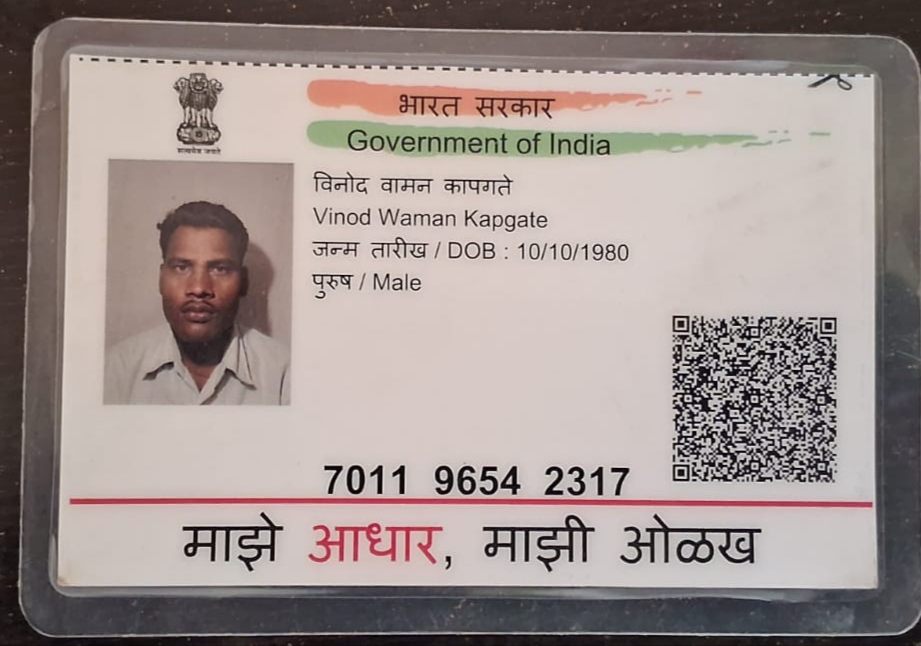 भारत सरकार
Government of India
सत्यमेव जयते
विनोद वामन कापगते
Vinod Waman Kapgate
जन्म तारीख / DOB : 10/10/1980
पुरुष / Male
7011 9654 2317
माझे आधार, माझी ओळख